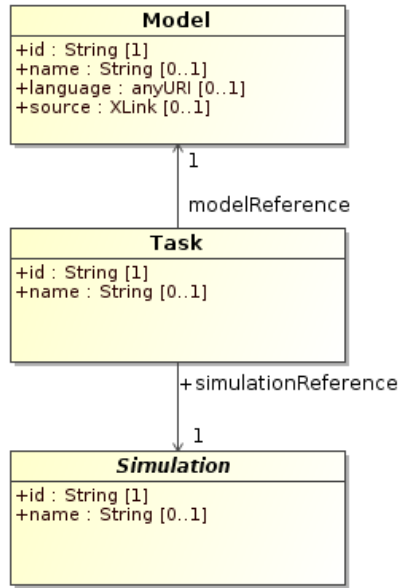 Model
+id : String [1]
+name : String [0..1]
+language : anyURI [0..1]
+source : XLink [0..1]
1
modelReference
Task
+id : String [1]
+name : String [0..1]
+simulationReference
1
Simulation
+id : String [1]
+name : String [0..1]